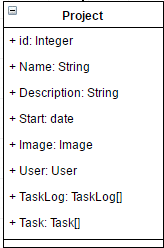 Project
+ id: Integer
+ Name: String
+ Description: String
+ Start: date
+ Image: Image
+ User: User
+ TaskLog: TaskLog[]
+ Task: Task[]